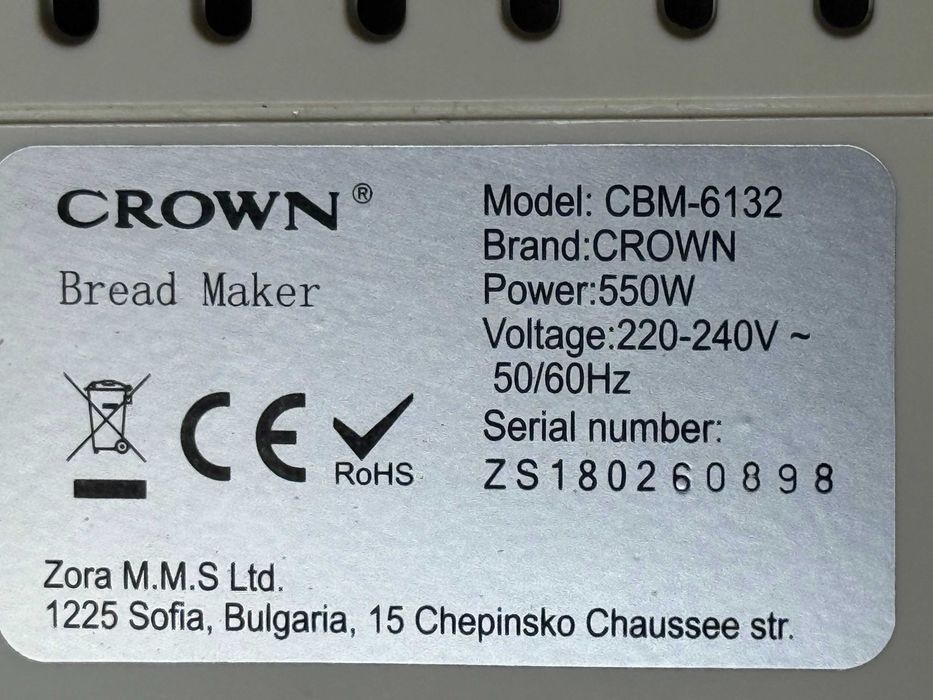 CROWN®
Bread Maker
CE
RoHS
Model: CBM-6132
Brand:CROWN
Power:550W
Voltage:220-240V ~
50/60Hz
Serial number:
ZS180260898
Zora M.M.S Ltd.
1225 Sofia, Bulgaria, 15 Chepinsko Chaussee str.